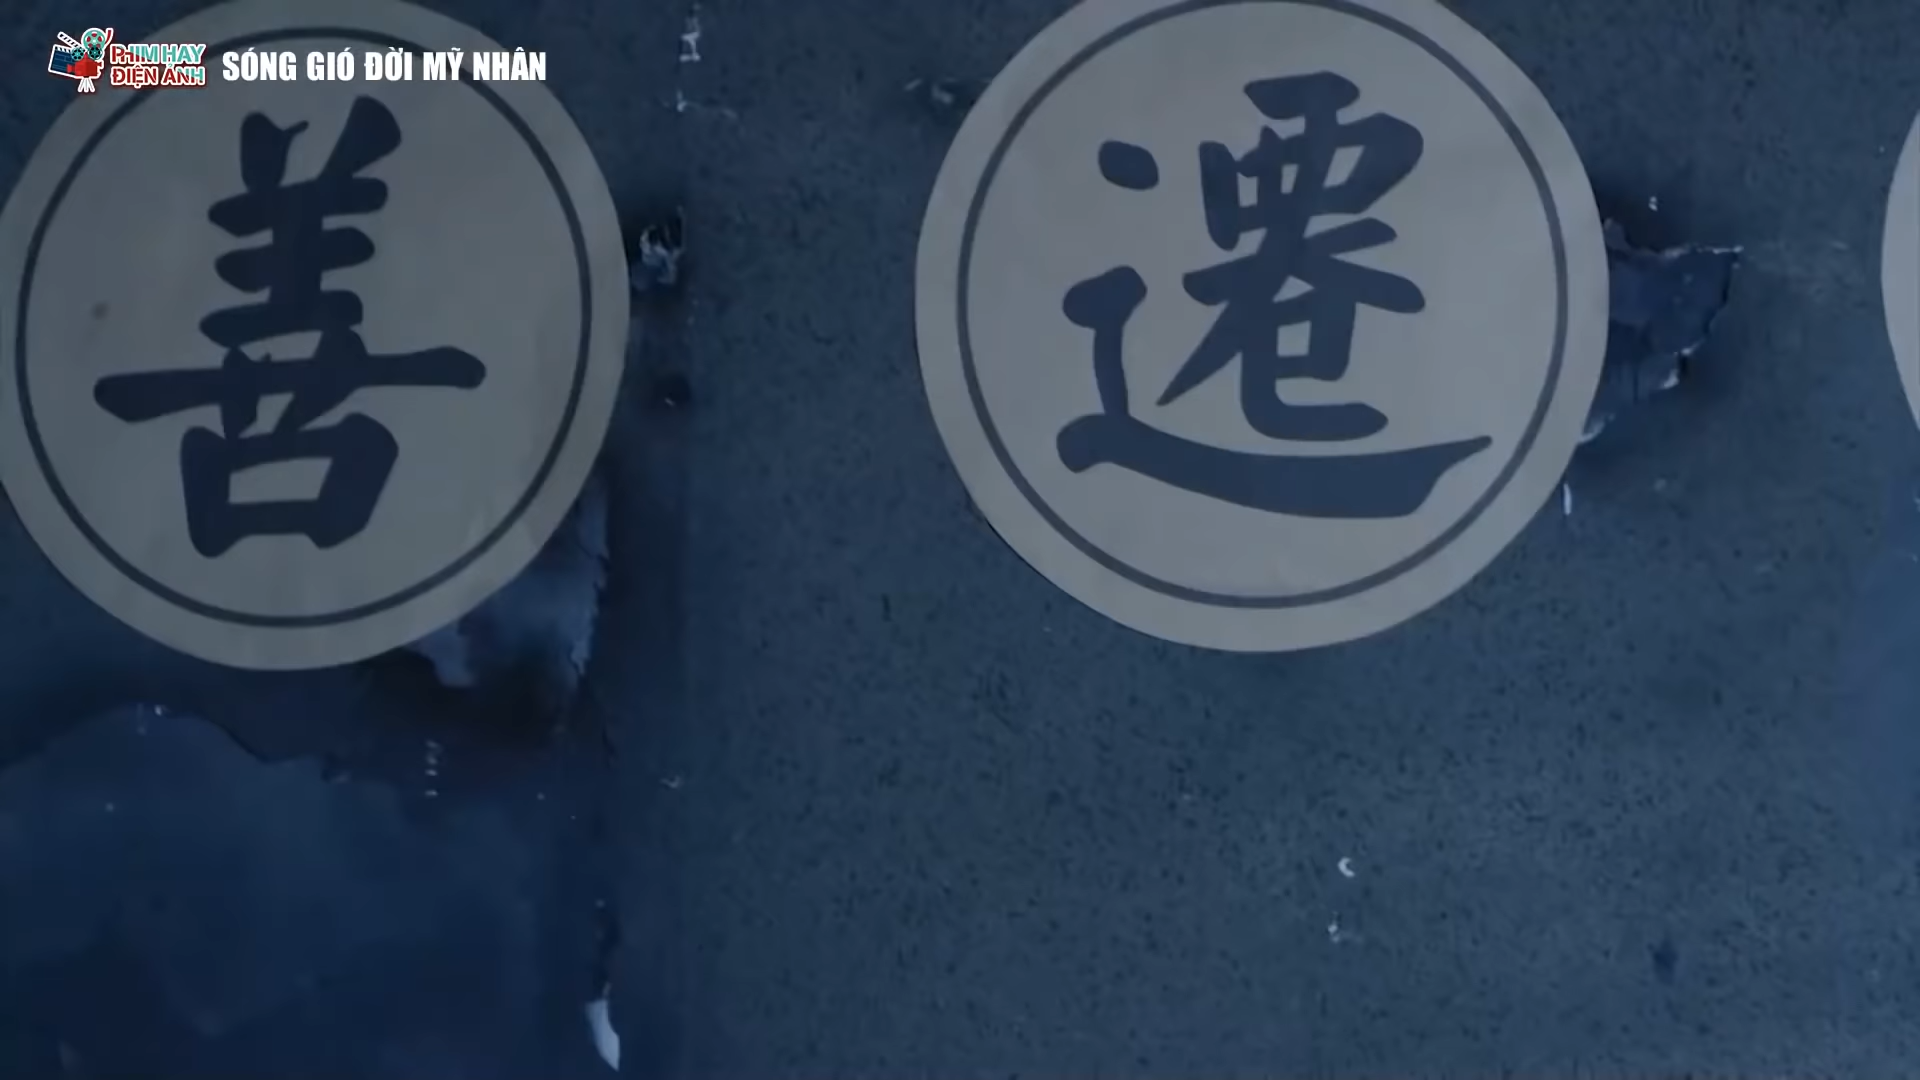 PHIM HAY
ĐIỆN ẢNH
SÓNG GIÓ ĐỜI MỸ NHÂN
善
遷